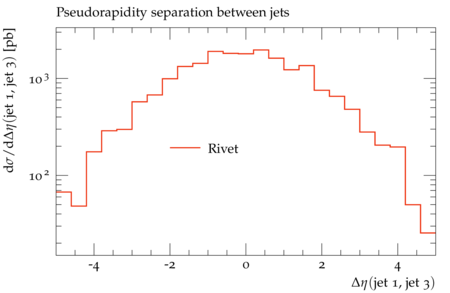 Pseudorapidity separation between jets
dσ/dΔη(jet 1, jet 3) [pb]
10³
10²
Rivet
-4 -2 0 2 4
Δη(jet 1, jet 3)